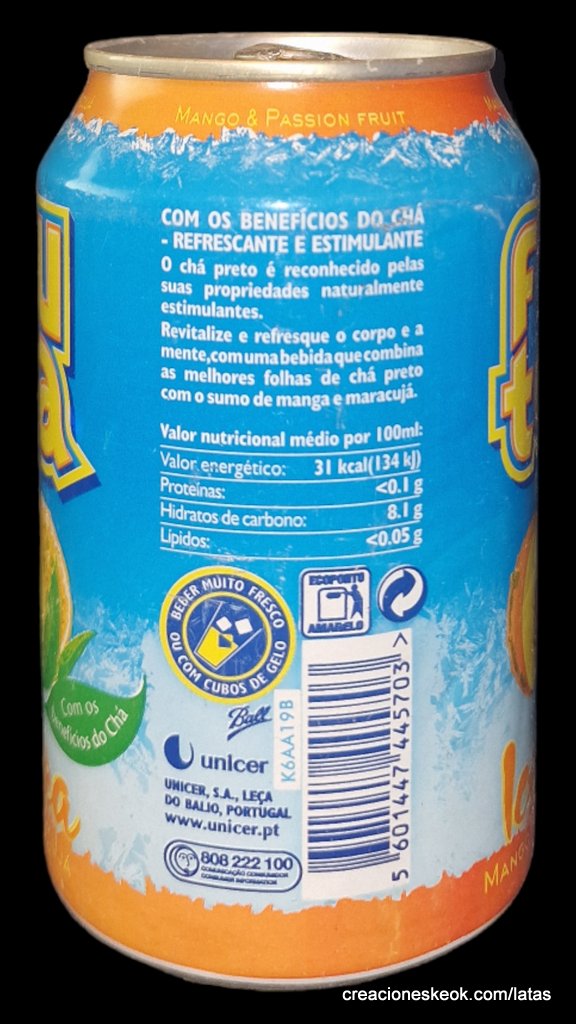 MANGO & PASSION FRUIT
COM OS BENEFÍCIOS DO CHÁ
- REFRESCANTE E ESTIMULANTE
O chá preto é reconhecido pelas
suas propriedades naturalmente
estimulantes.
Revitalize e refresque o corpo e a
mente, com uma bebida que combina
as melhores folhas de chá preto
com o sumo de manga e maracujá.
Valor nutricional médio por 100ml:
Valor energético: 31 kcal(134 kJ)
Proteínas: <0.1 g
Hidratos de carbono: 8.1 g
Lípidos: <0.05 g
BEBER MUITO FRESCO
OU COM CUBOS DE GELO
ECOPONTO
AMARELO
Com os
Benefícios do Chá
Ball
K6AA19B
unicer
UNICER, S.A., LEÇA
DO BALIO, PORTUGAL
www.unicer.pt
808 222 100
COMUNICAÇÃO CONSUMIDOR
CONSUMER INFORMATION
5 601447 445703 >
MANG
creacioneskeok.com/latas